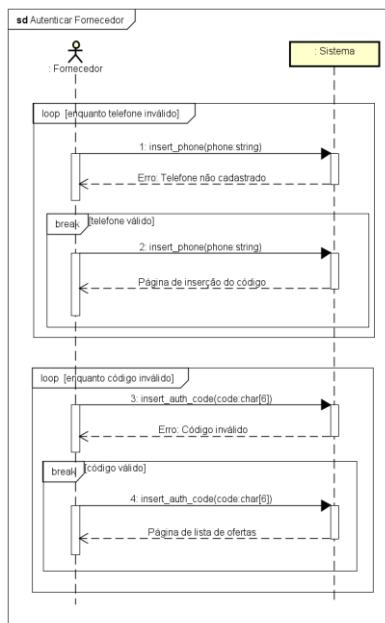 sd Autenticar Fornecedor
: Fornecedor
: Sistema
loop [enquanto telefone inválido]
1: insert_phone(phone:string)
Erro: Telefone não cadastrado
break [telefone válido]
2: insert_phone(phone:string)
Página de inserção do código
loop [enquanto código inválido]
3: insert_auth_code(code:char[6])
Erro: Código inválido
break [código válido]
4: insert_auth_code(code:char[6])
Página de lista de ofertas